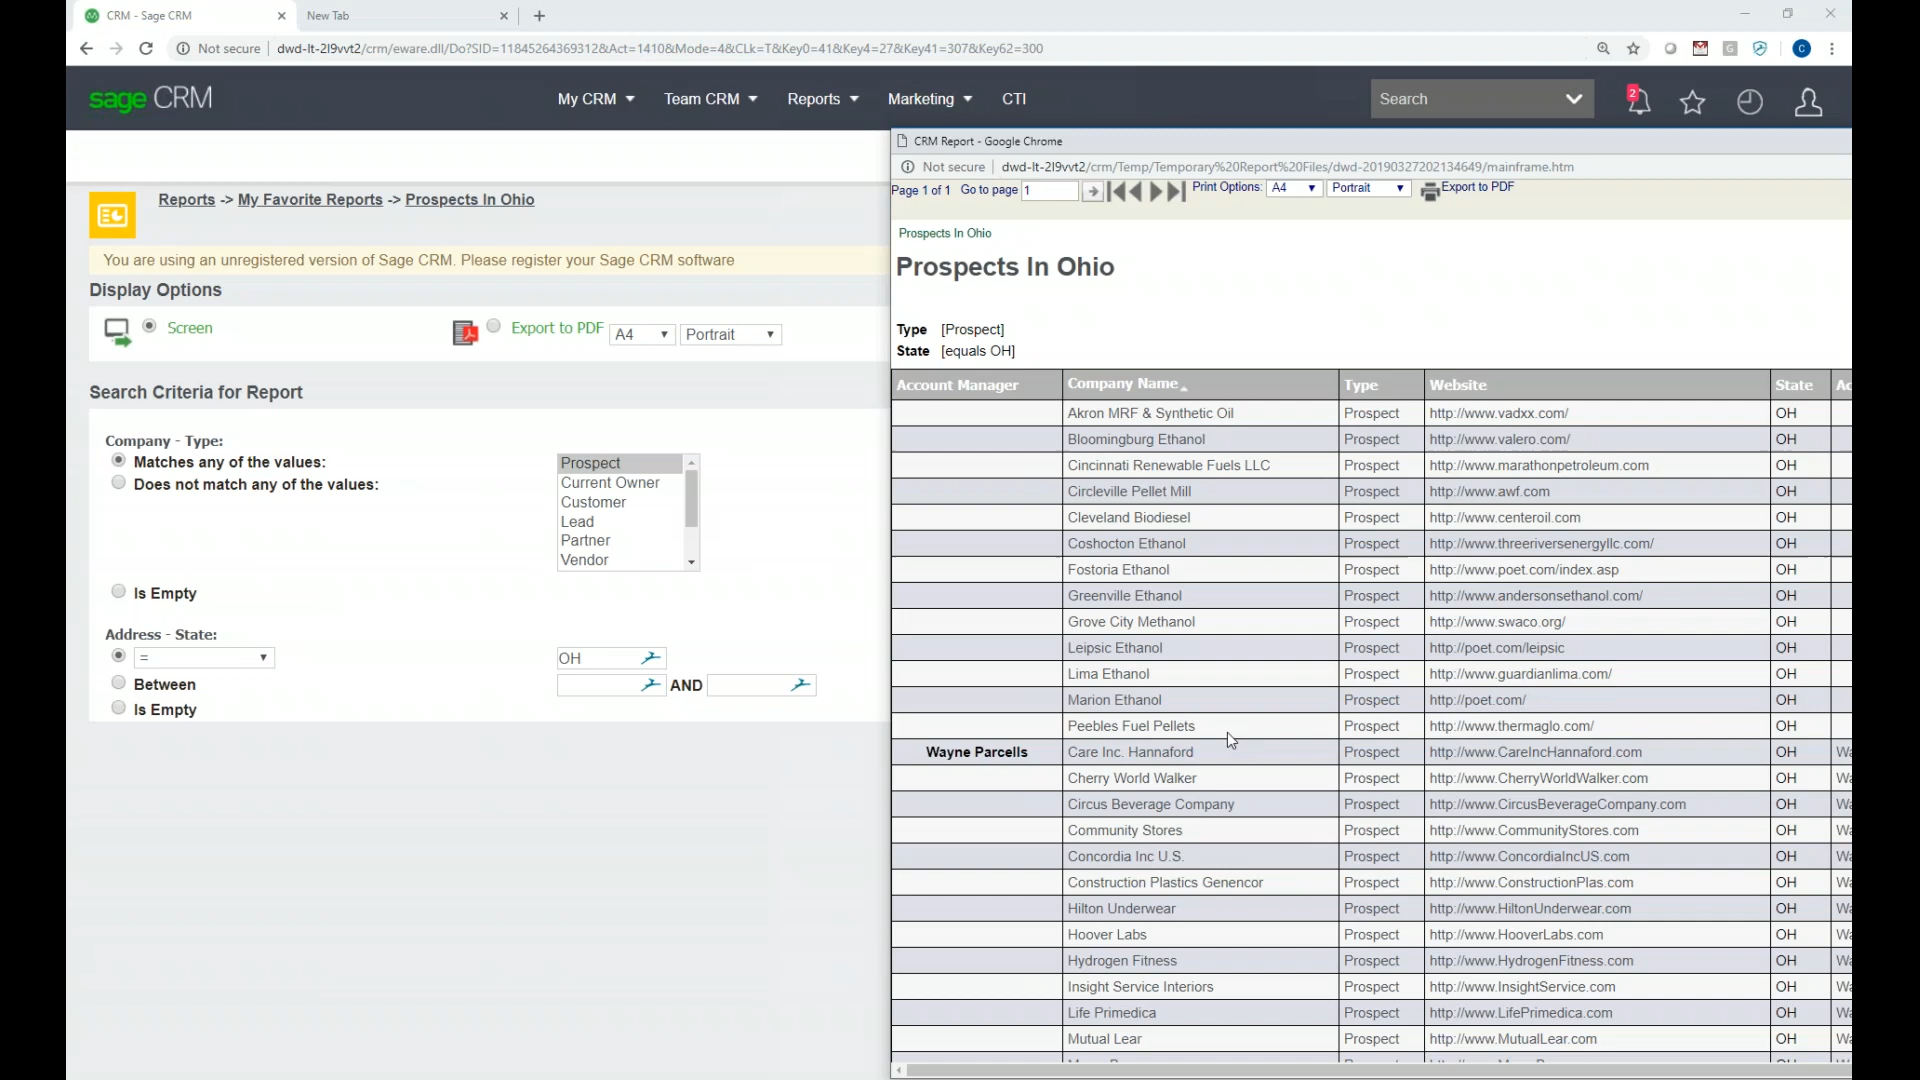 CRM - Sage CRM
New Tab
Not secure | dwd-lt-2l9vvt2/crm/eware.dll/Do?SID=11845264369312&Act=1410&Mode=4&CLk=T&Key0=41&Key4=27&Key41=307&Key62=300
C
sage CRM
My CRM
Team CRM
Reports
Marketing
CTI
Search
2
Reports -> My Favorite Reports -> Prospects In Ohio
You are using an unregistered version of Sage CRM. Please register your Sage CRM software
Display Options
Screen
Export to PDF
A4
Portrait
Search Criteria for Report
Company - Type:
Matches any of the values:
Does not match any of the values:
Prospect
Current Owner
Customer
Lead
Partner
Vendor
Is Empty
Address - State:
=
OH
Between
AND
Is Empty
CRM Report - Google Chrome
Not secure | dwd-lt-2l9vvt2/crm/Temp/Temporary%20Report%20Files/dwd-20190327202134649/mainframe.htm
Page 1 of 1 Go to page 1 Print Options: A4 Portrait Export to PDF
Prospects In Ohio
Prospects In Ohio
Type [Prospect]
State [equals OH]
Account Manager Company Name Type Website State Ac
Akron MRF & Synthetic Oil Prospect http://www.vadxx.com/ OH
Bloomingburg Ethanol Prospect http://www.valero.com/ OH
Cincinnati Renewable Fuels LLC Prospect http://www.marathonpetroleum.com OH
Circleville Pellet Mill Prospect http://www.awf.com OH
Cleveland Biodiesel Prospect http://www.centeroil.com OH
Coshocton Ethanol Prospect http://www.threeriversenergyllc.com/ OH
Fostoria Ethanol Prospect http://www.poet.com/index.asp OH
Greenville Ethanol Prospect http://www.andersonsethanol.com/ OH
Grove City Methanol Prospect http://www.swaco.org/ OH
Leipsic Ethanol Prospect http://poet.com/leipsic OH
Lima Ethanol Prospect http://www.guardianlima.com/ OH
Marion Ethanol Prospect http://poet.com/ OH
Peebles Fuel Pellets Prospect http://www.thermaglo.com/ OH
Wayne Parcells Care Inc. Hannaford Prospect http://www.CareIncHannaford.com OH Wa
Cherry World Walker Prospect http://www.CherryWorldWalker.com OH Wa
Circus Beverage Company Prospect http://www.CircusBeverageCompany.com OH Wa
Community Stores Prospect http://www.CommunityStores.com OH Wa
Concordia Inc U.S. Prospect http://www.ConcordiaIncUS.com OH Wa
Construction Plastics Genencor Prospect http://www.ConstructionPlas.com OH Wa
Hilton Underwear Prospect http://www.HiltonUnderwear.com OH Wa
Hoover Labs Prospect http://www.HooverLabs.com OH Wa
Hydrogen Fitness Prospect http://www.HydrogenFitness.com OH Wa
Insight Service Interiors Prospect http://www.InsightService.com OH Wa
Life Primedica Prospect http://www.LifePrimedica.com OH Wa
Mutual Lear Prospect http://www.MutualLear.com OH Wa